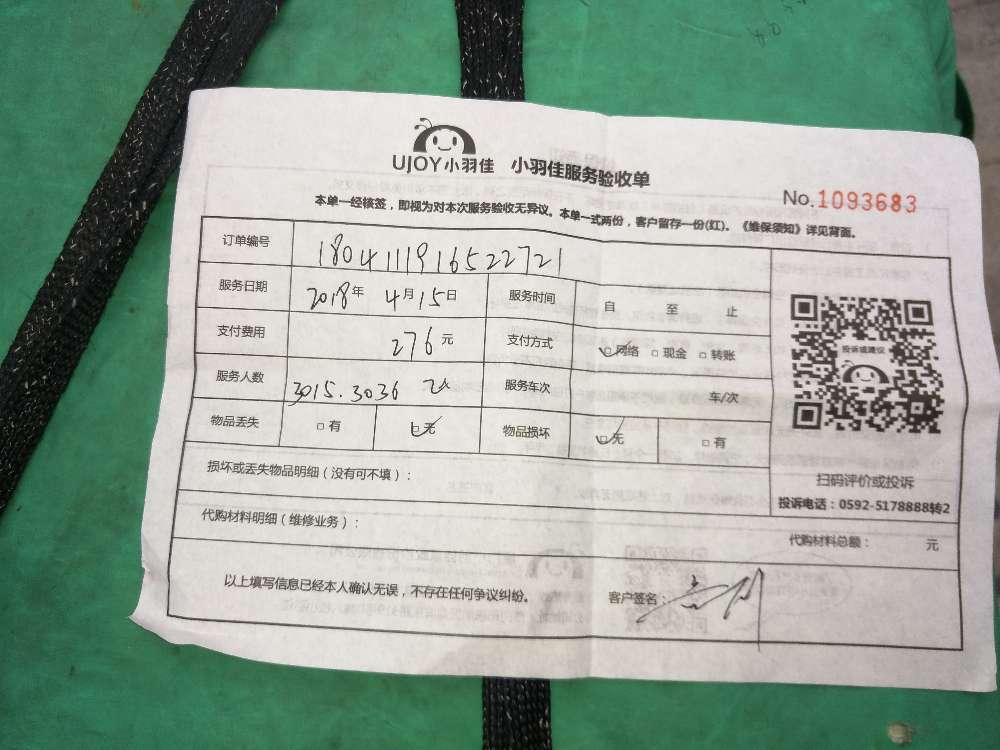 UJOY小羽佳 小羽佳服务验收单
No.1093683
本单一经核签，即视为对本次服务验收无异议。本单一式两份，客户留存一份(红)。《维保须知》详见背面。
订单编号 1804111916522721
服务日期 2018年 4月15日 服务时间 自 至 止
支付费用 276元 支付方式 ☑网络 □现金 □转账
服务人数 3015.3036 2人 服务车次 车/次
物品丢失 □有 ☑无 物品损坏 ☑无 □有
投诉或建议
扫码评价或投诉
投诉电话：0592-5178888转2
损坏或丢失物品明细（没有可不填）：
代购材料明细（维修业务）： 代购材料总额： 元
以上填写信息已经本人确认无误，不存在任何争议纠纷。 客户签名：